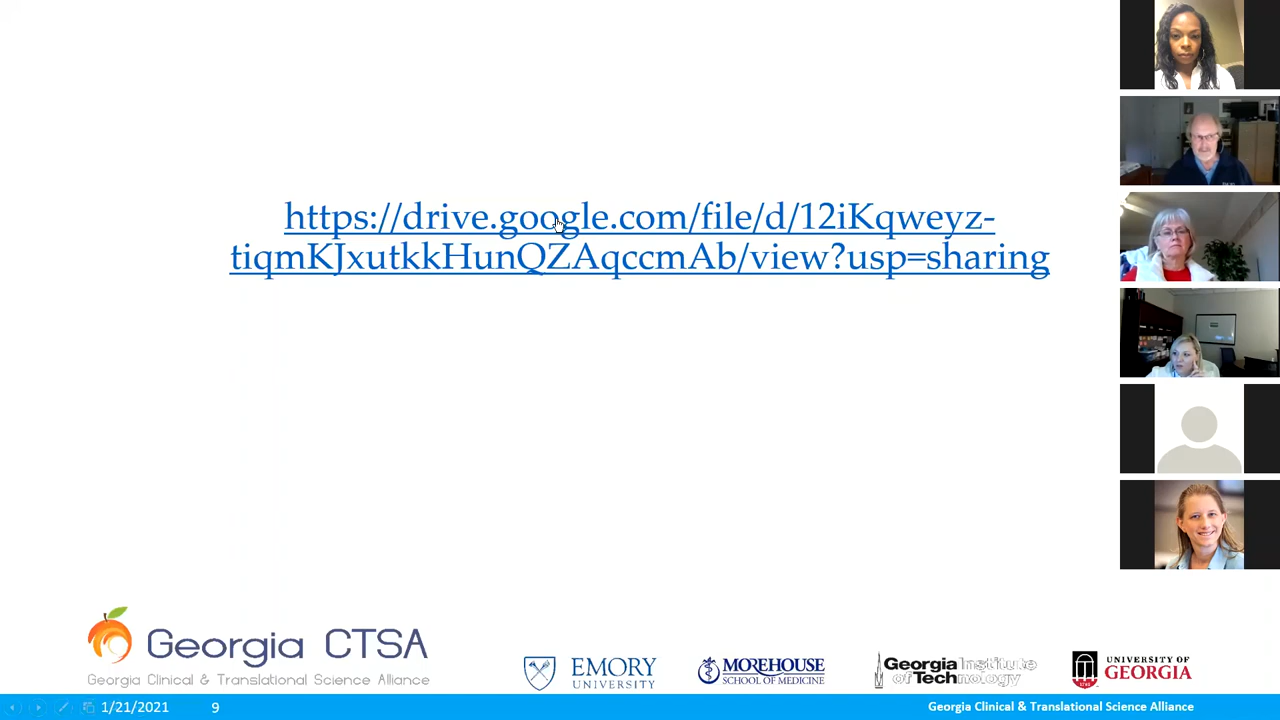 https://drive.google.com/file/d/12iKqweyz-
tiqmKJxutkkHunQZAqccmAb/view?usp=sharing
Georgia CTSA
Georgia Clinical & Translational Science Alliance
EMORY
UNIVERSITY
MOREHOUSE
SCHOOL OF MEDICINE
Georgia Institute
of Technology
UNIVERSITY OF
GEORGIA
1/21/2021
9
Georgia Clinical & Translational Science Alliance